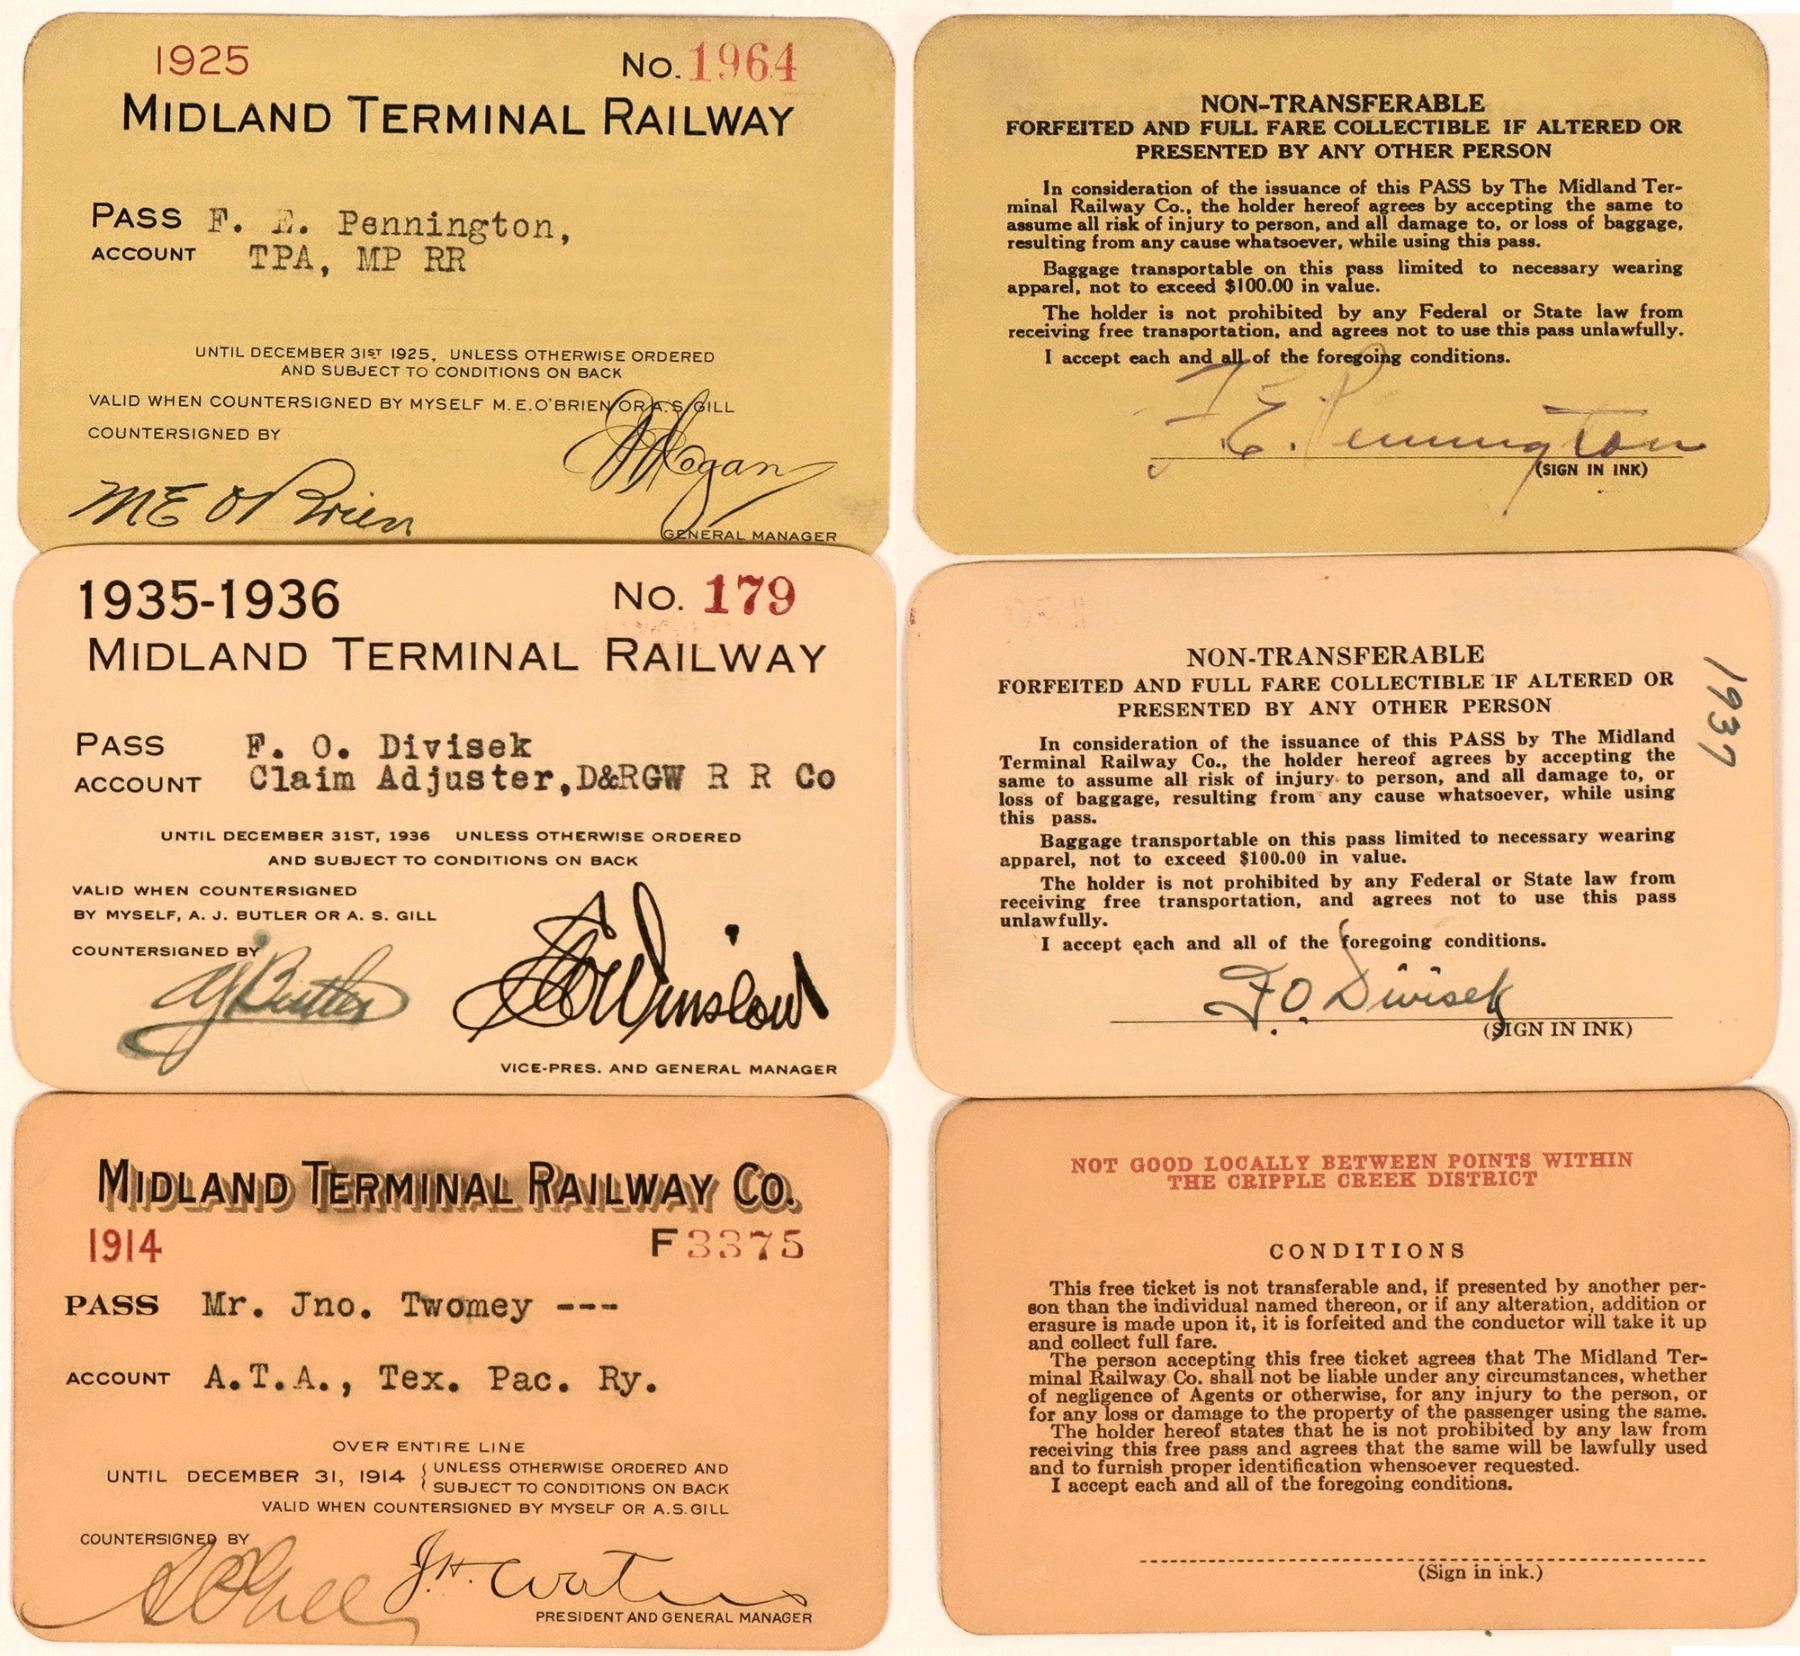 1925 No. 1964
MIDLAND TERMINAL RAILWAY
PASS F. E. Pennington,
ACCOUNT TPA, MP RR
UNTIL DECEMBER 31ST 1925, UNLESS OTHERWISE ORDERED
AND SUBJECT TO CONDITIONS ON BACK
VALID WHEN COUNTERSIGNED BY MYSELF M.E.O'BRIEN OR A.S.GILL
COUNTERSIGNED BY
ME O'Brien
GENERAL MANAGER
NON-TRANSFERABLE
FORFEITED AND FULL FARE COLLECTIBLE IF ALTERED OR
PRESENTED BY ANY OTHER PERSON
In consideration of the issuance of this PASS by The Midland Ter-
minal Railway Co., the holder hereof agrees by accepting the same to
assume all risk of injury to person, and all damage to, or loss of baggage,
resulting from any cause whatsoever, while using this pass.
Baggage transportable on this pass limited to necessary wearing
apparel, not to exceed $100.00 in value.
The holder is not prohibited by any Federal or State law from
receiving free transportation, and agrees not to use this pass unlawfully.
I accept each and all of the foregoing conditions.
F. E. Pennington
(SIGN IN INK)
1935-1936 No. 179
MIDLAND TERMINAL RAILWAY
PASS F. O. Divisek
ACCOUNT Claim Adjuster,D&RGW R R Co
UNTIL DECEMBER 31ST, 1936 UNLESS OTHERWISE ORDERED
AND SUBJECT TO CONDITIONS ON BACK
VALID WHEN COUNTERSIGNED
BY MYSELF, A. J. BUTLER OR A. S. GILL
COUNTERSIGNED BY
AJ Butler
Winslow
VICE-PRES. AND GENERAL MANAGER
NON-TRANSFERABLE
FORFEITED AND FULL FARE COLLECTIBLE IF ALTERED OR
PRESENTED BY ANY OTHER PERSON
In consideration of the issuance of this PASS by The Midland
Terminal Railway Co., the holder hereof agrees by accepting the
same to assume all risk of injury to person, and all damage to, or
loss of baggage, resulting from any cause whatsoever, while using
this pass.
Baggage transportable on this pass limited to necessary wearing
apparel, not to exceed $100.00 in value.
The holder is not prohibited by any Federal or State law from
receiving free transportation, and agrees not to use this pass
unlawfully.
I accept each and all of the foregoing conditions.
F.O. Divisek
(SIGN IN INK)
1937
MIDLAND TERMINAL RAILWAY CO.
1914 F 3375
PASS Mr. Jno. Twomey ---
ACCOUNT A.T.A., Tex. Pac. Ry.
OVER ENTIRE LINE
UNTIL DECEMBER 31, 1914 { UNLESS OTHERWISE ORDERED AND
SUBJECT TO CONDITIONS ON BACK
VALID WHEN COUNTERSIGNED BY MYSELF OR A.S.GILL
COUNTERSIGNED BY
J.H. Waters
PRESIDENT AND GENERAL MANAGER
NOT GOOD LOCALLY BETWEEN POINTS WITHIN
THE CRIPPLE CREEK DISTRICT
CONDITIONS
This free ticket is not transferable and, if presented by another per-
son than the individual named thereon, or if any alteration, addition or
erasure is made upon it, it is forfeited and the conductor will take it up
and collect full fare.
The person accepting this free ticket agrees that The Midland Ter-
minal Railway Co. shall not be liable under any circumstances, whether
of negligence of Agents or otherwise, for any injury to the person, or
for any loss or damage to the property of the passenger using the same.
The holder hereof states that he is not prohibited by any law from
receiving this free pass and agrees that the same will be lawfully used
and to furnish proper identification whensoever requested.
I accept each and all of the foregoing conditions.
(Sign in ink.)